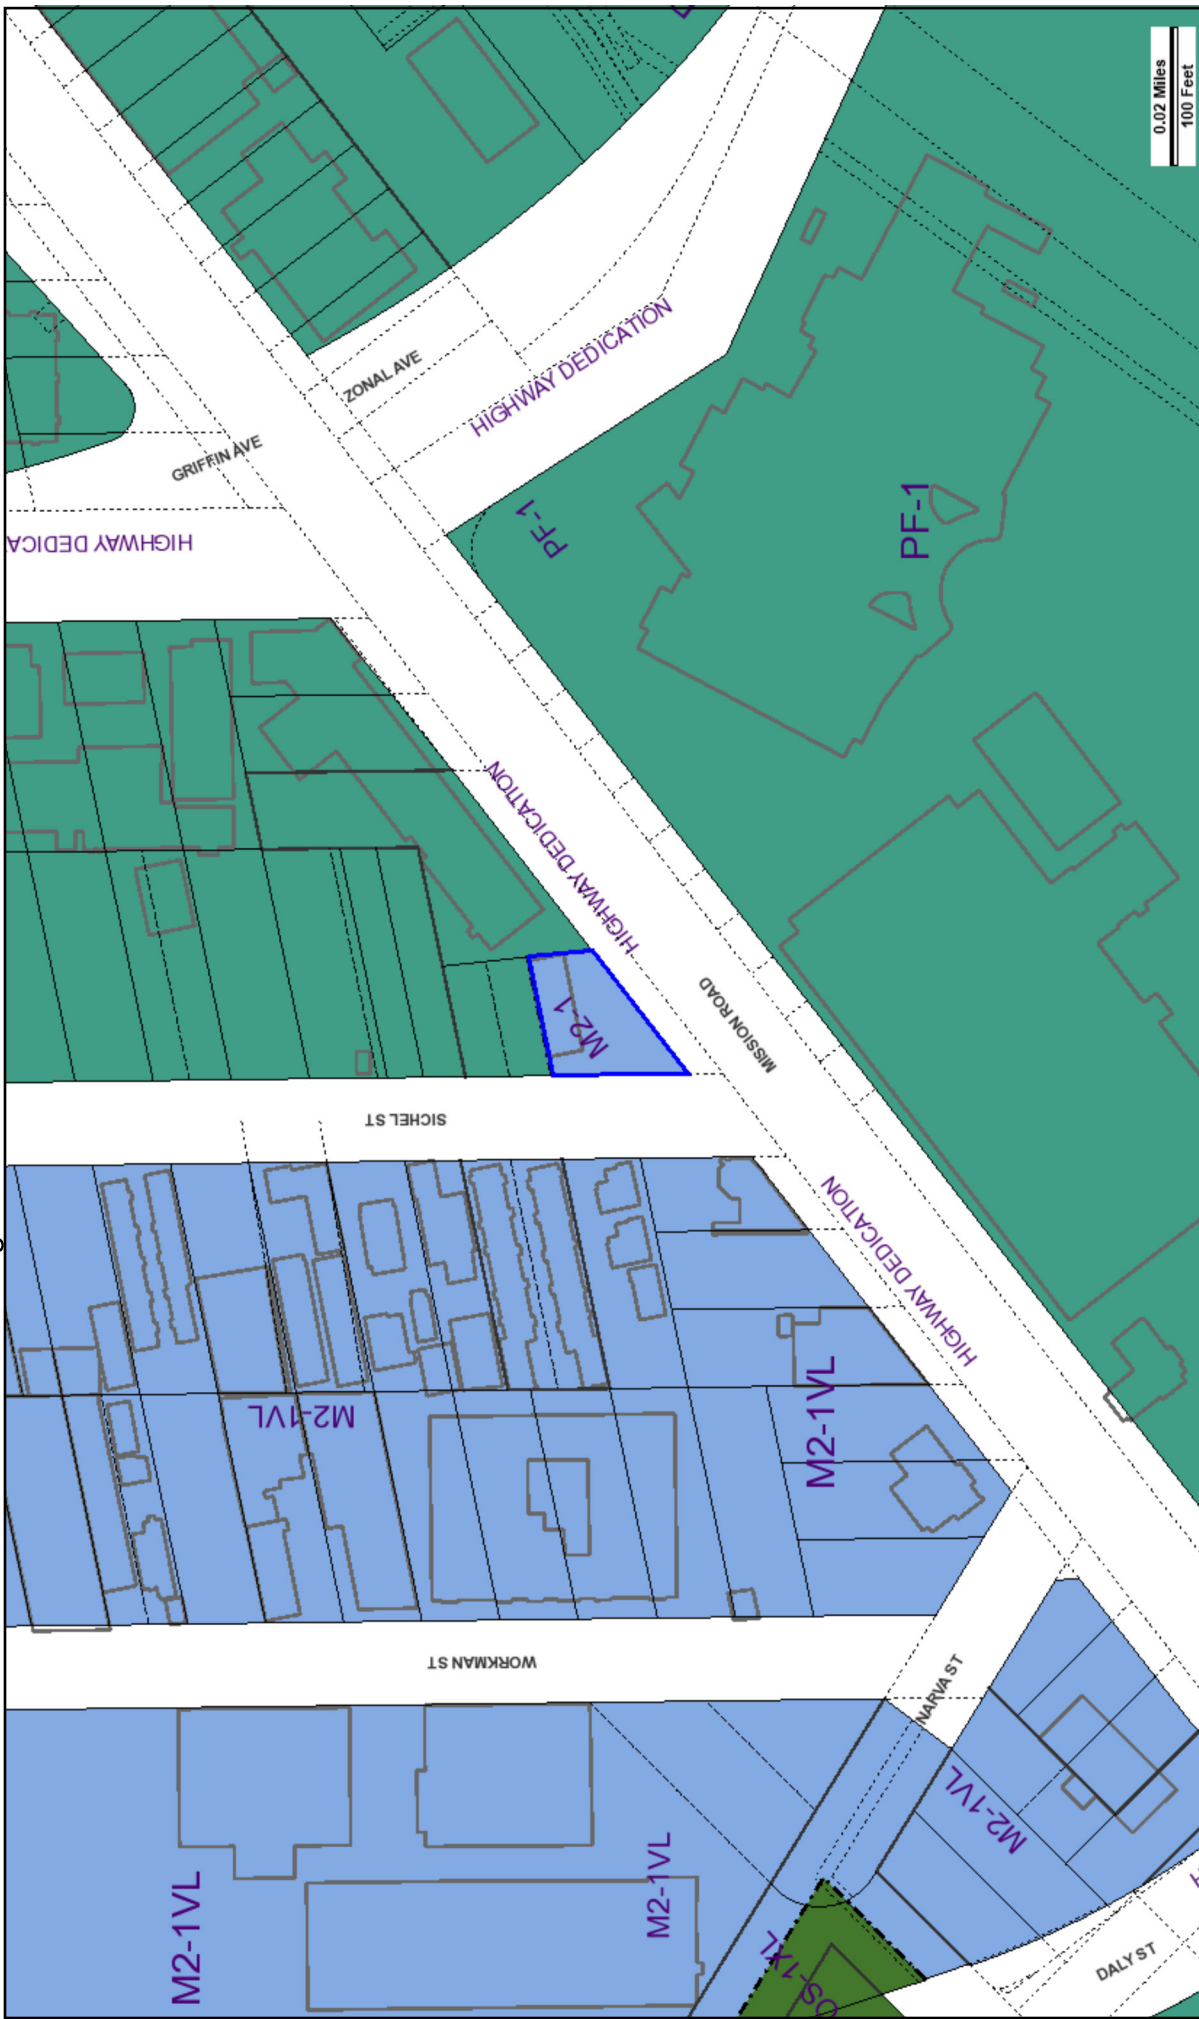 0.02 Miles
100 Feet
ZONAL AVE
HIGHWAY DEDICATION
GRIFFIN AVE
PF-1
PF-1
HIGHWAY DEDICA
HIGHWAY DEDICATION
M2-1
MISSION ROAD
SICHEL ST
HIGHWAY DEDICATION
M2-1VL
M2-1VL
WORKMAN ST
NARVA ST
M2-1VL
M2-1VL
M2-1VL
OS-1XL
DALY ST